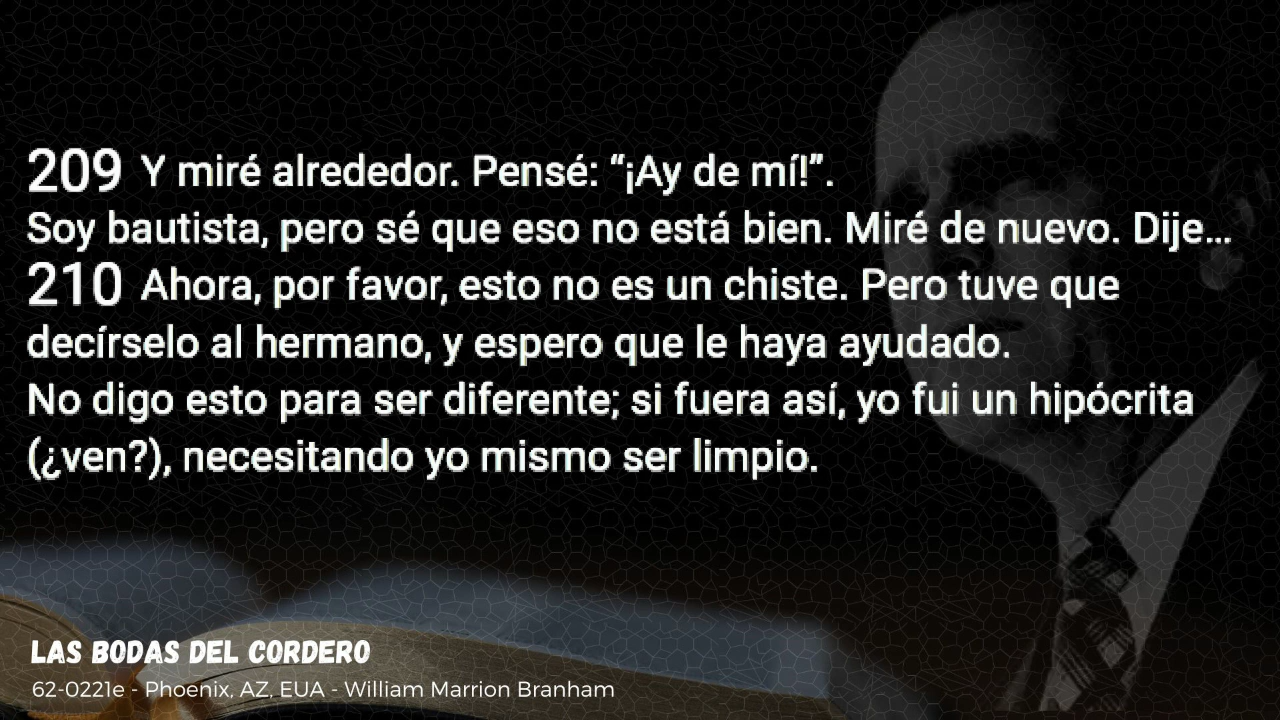 209 Y miré alrededor. Pensé: “¡Ay de mí!”.
Soy bautista, pero sé que eso no está bien. Miré de nuevo. Dije...
210 Ahora, por favor, esto no es un chiste. Pero tuve que
decírselo al hermano, y espero que le haya ayudado.
No digo esto para ser diferente; si fuera así, yo fui un hipócrita
(¿ven?), necesitando yo mismo ser limpio.
LAS BODAS DEL CORDERO
62-0221e - Phoenix, AZ, EUA - William Marrion Branham